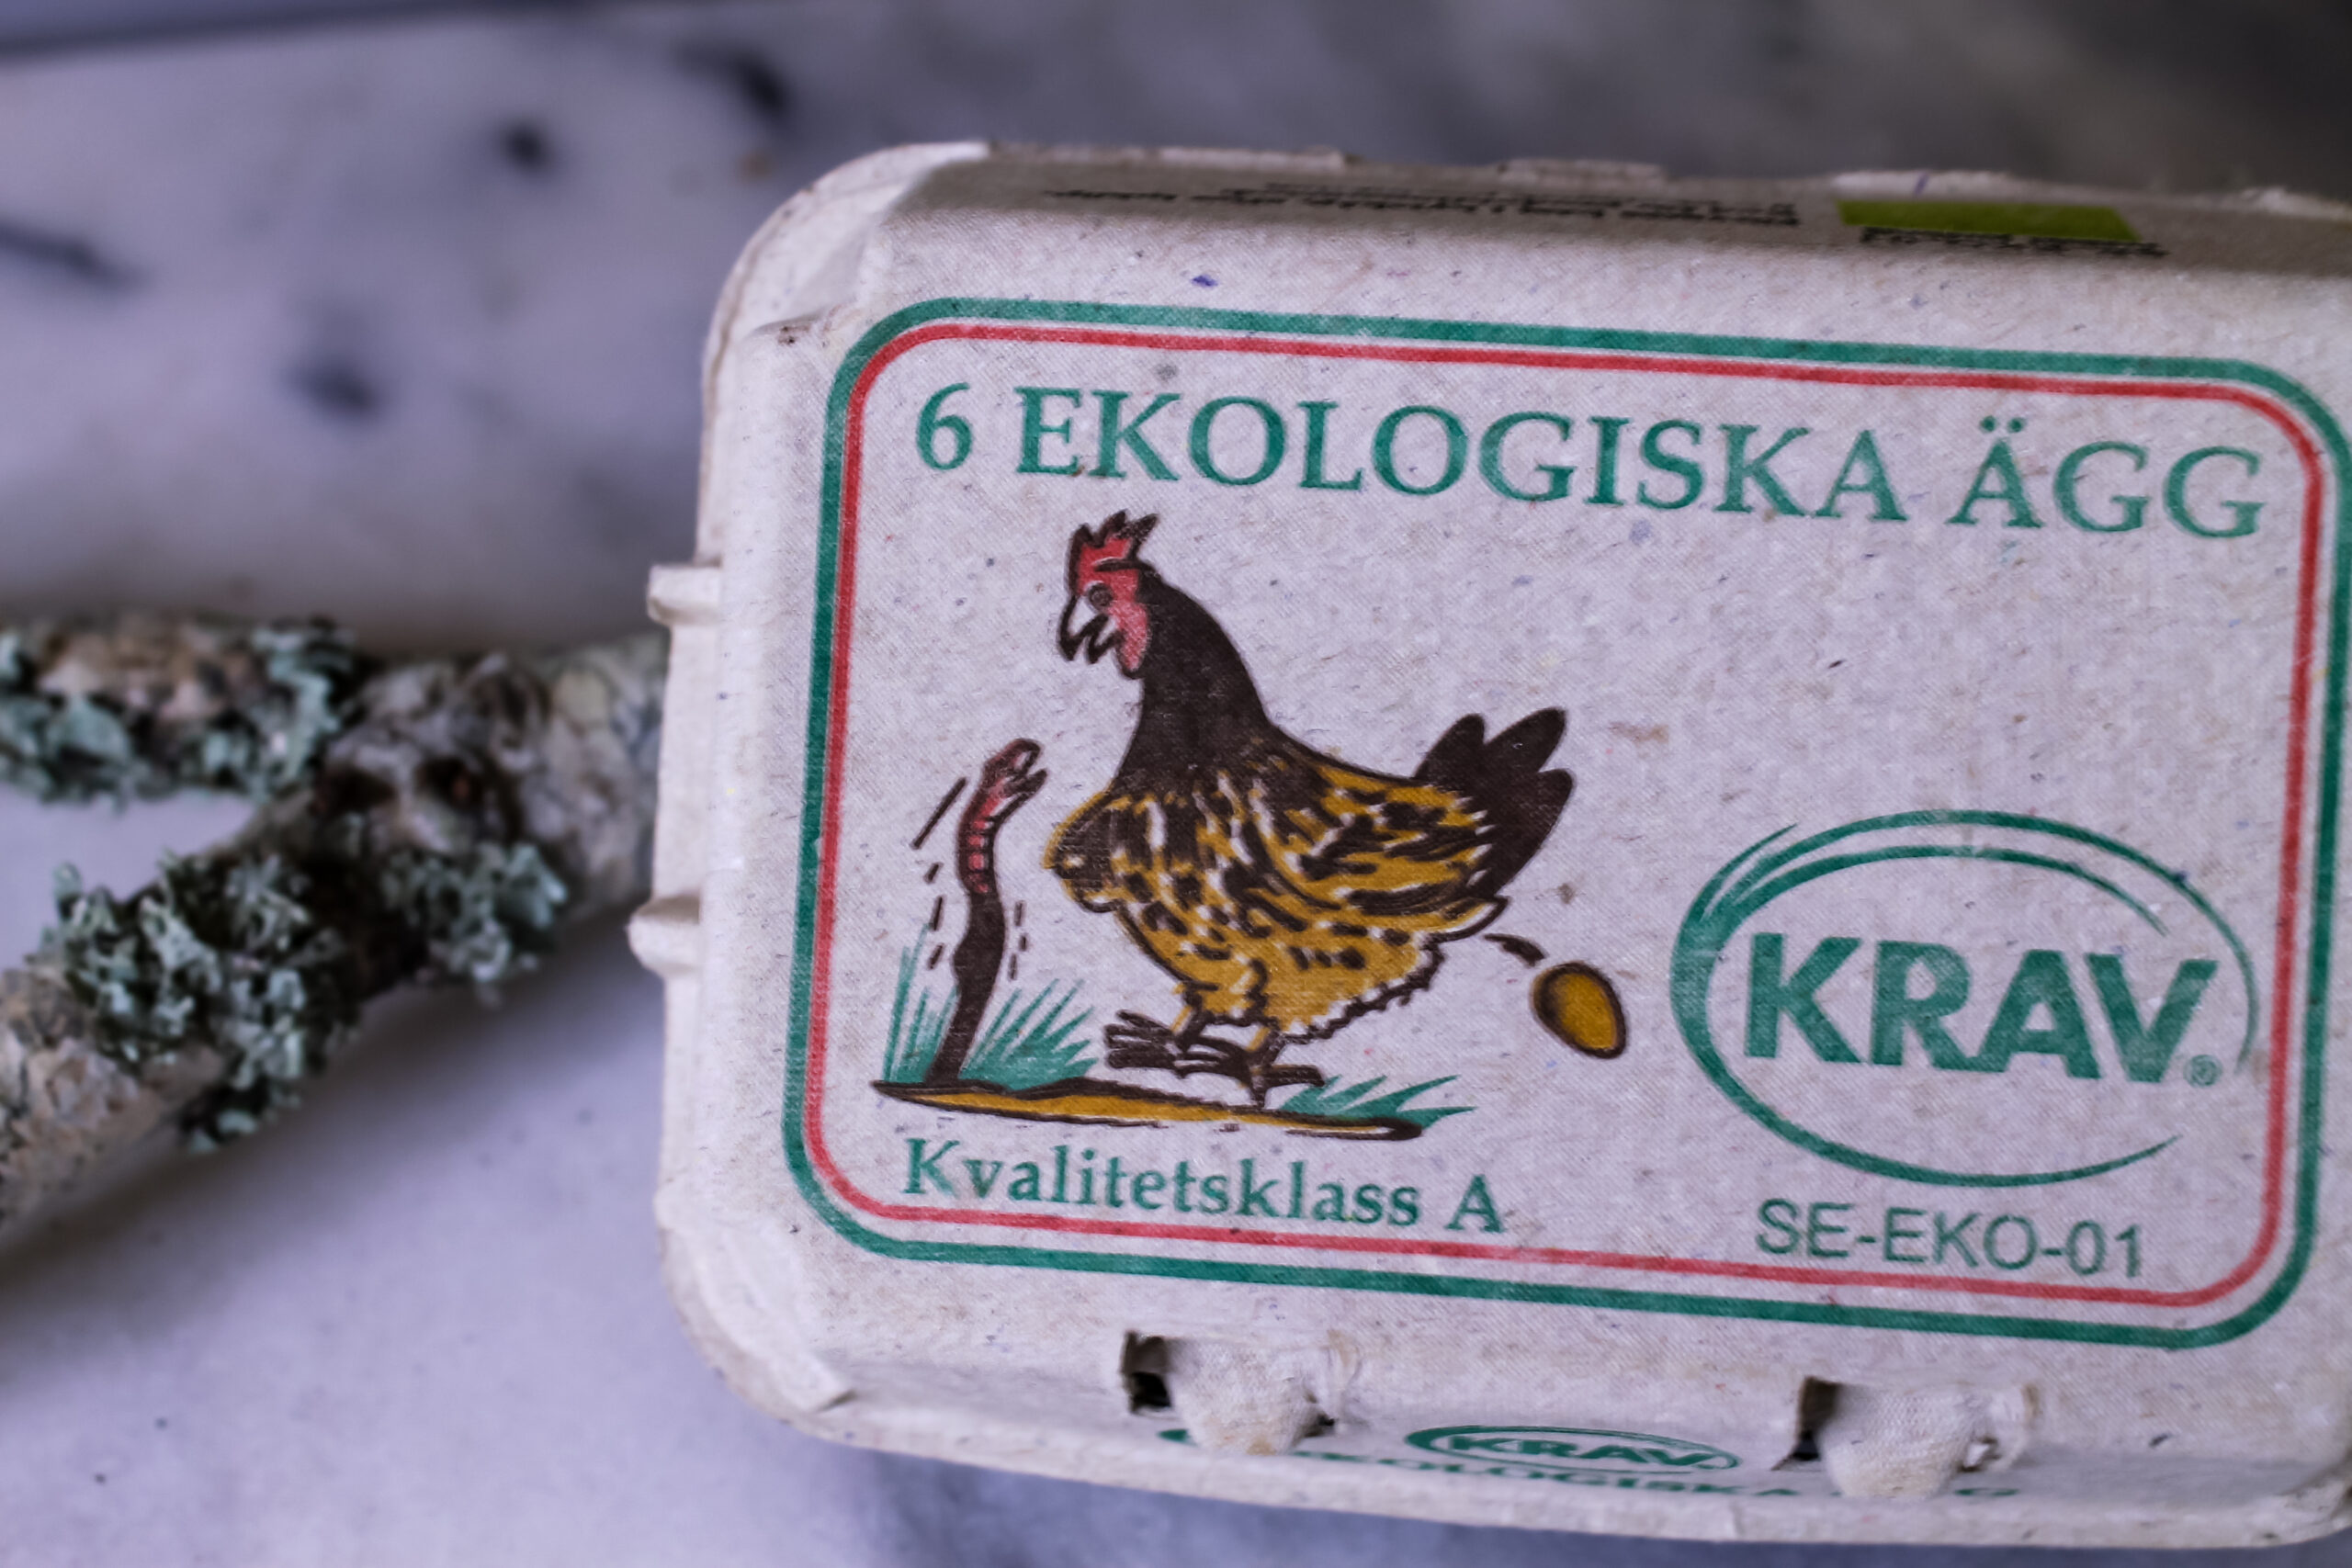 6 EKOLOGISKA ÄGG
KRAV®
Kvalitetsklass A
SE-EKO-01
KRAV